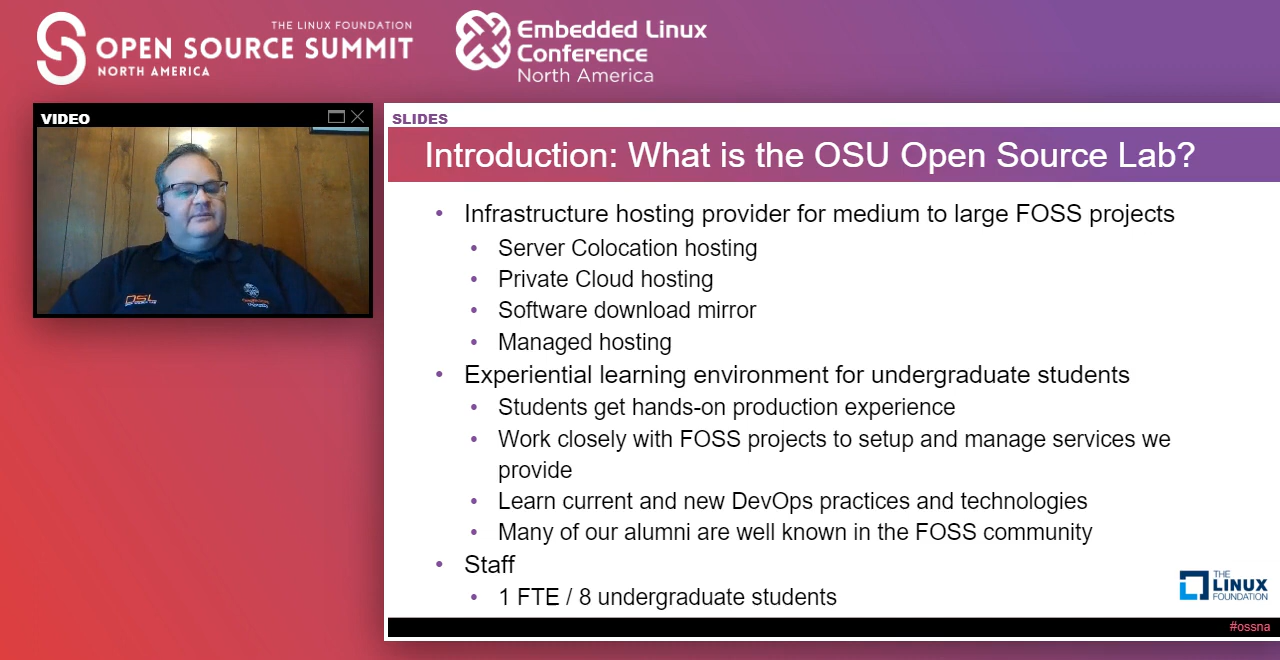 THE LINUX FOUNDATION
OPEN SOURCE SUMMIT
NORTH AMERICA
Embedded Linux
Conference
North America
VIDEO
OSL
SLIDES
Introduction: What is the OSU Open Source Lab?
• Infrastructure hosting provider for medium to large FOSS projects
• Server Colocation hosting
• Private Cloud hosting
• Software download mirror
• Managed hosting
• Experiential learning environment for undergraduate students
• Students get hands-on production experience
• Work closely with FOSS projects to setup and manage services we
provide
• Learn current and new DevOps practices and technologies
• Many of our alumni are well known in the FOSS community
• Staff
• 1 FTE / 8 undergraduate students
THE
LINUX
FOUNDATION
#ossna